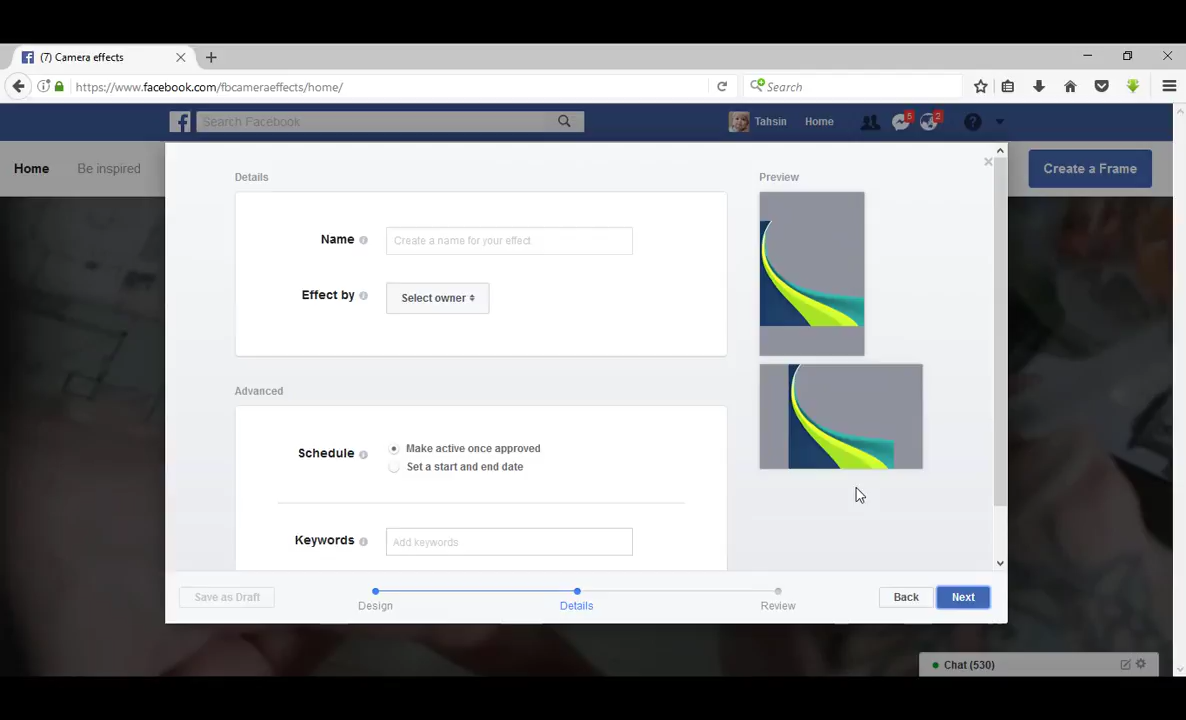 (7) Camera effects
https://www.facebook.com/fbcameraeffects/home/
Search
Search Facebook
Tahsin
Home
6
2
Home
Be inspired
Create a Frame
Details
Preview
Name
Create a name for your effect
Effect by
Select owner
Advanced
Schedule
Make active once approved
Set a start and end date
Keywords
Add keywords
Save as Draft
Design
Details
Review
Back
Next
Chat (530)